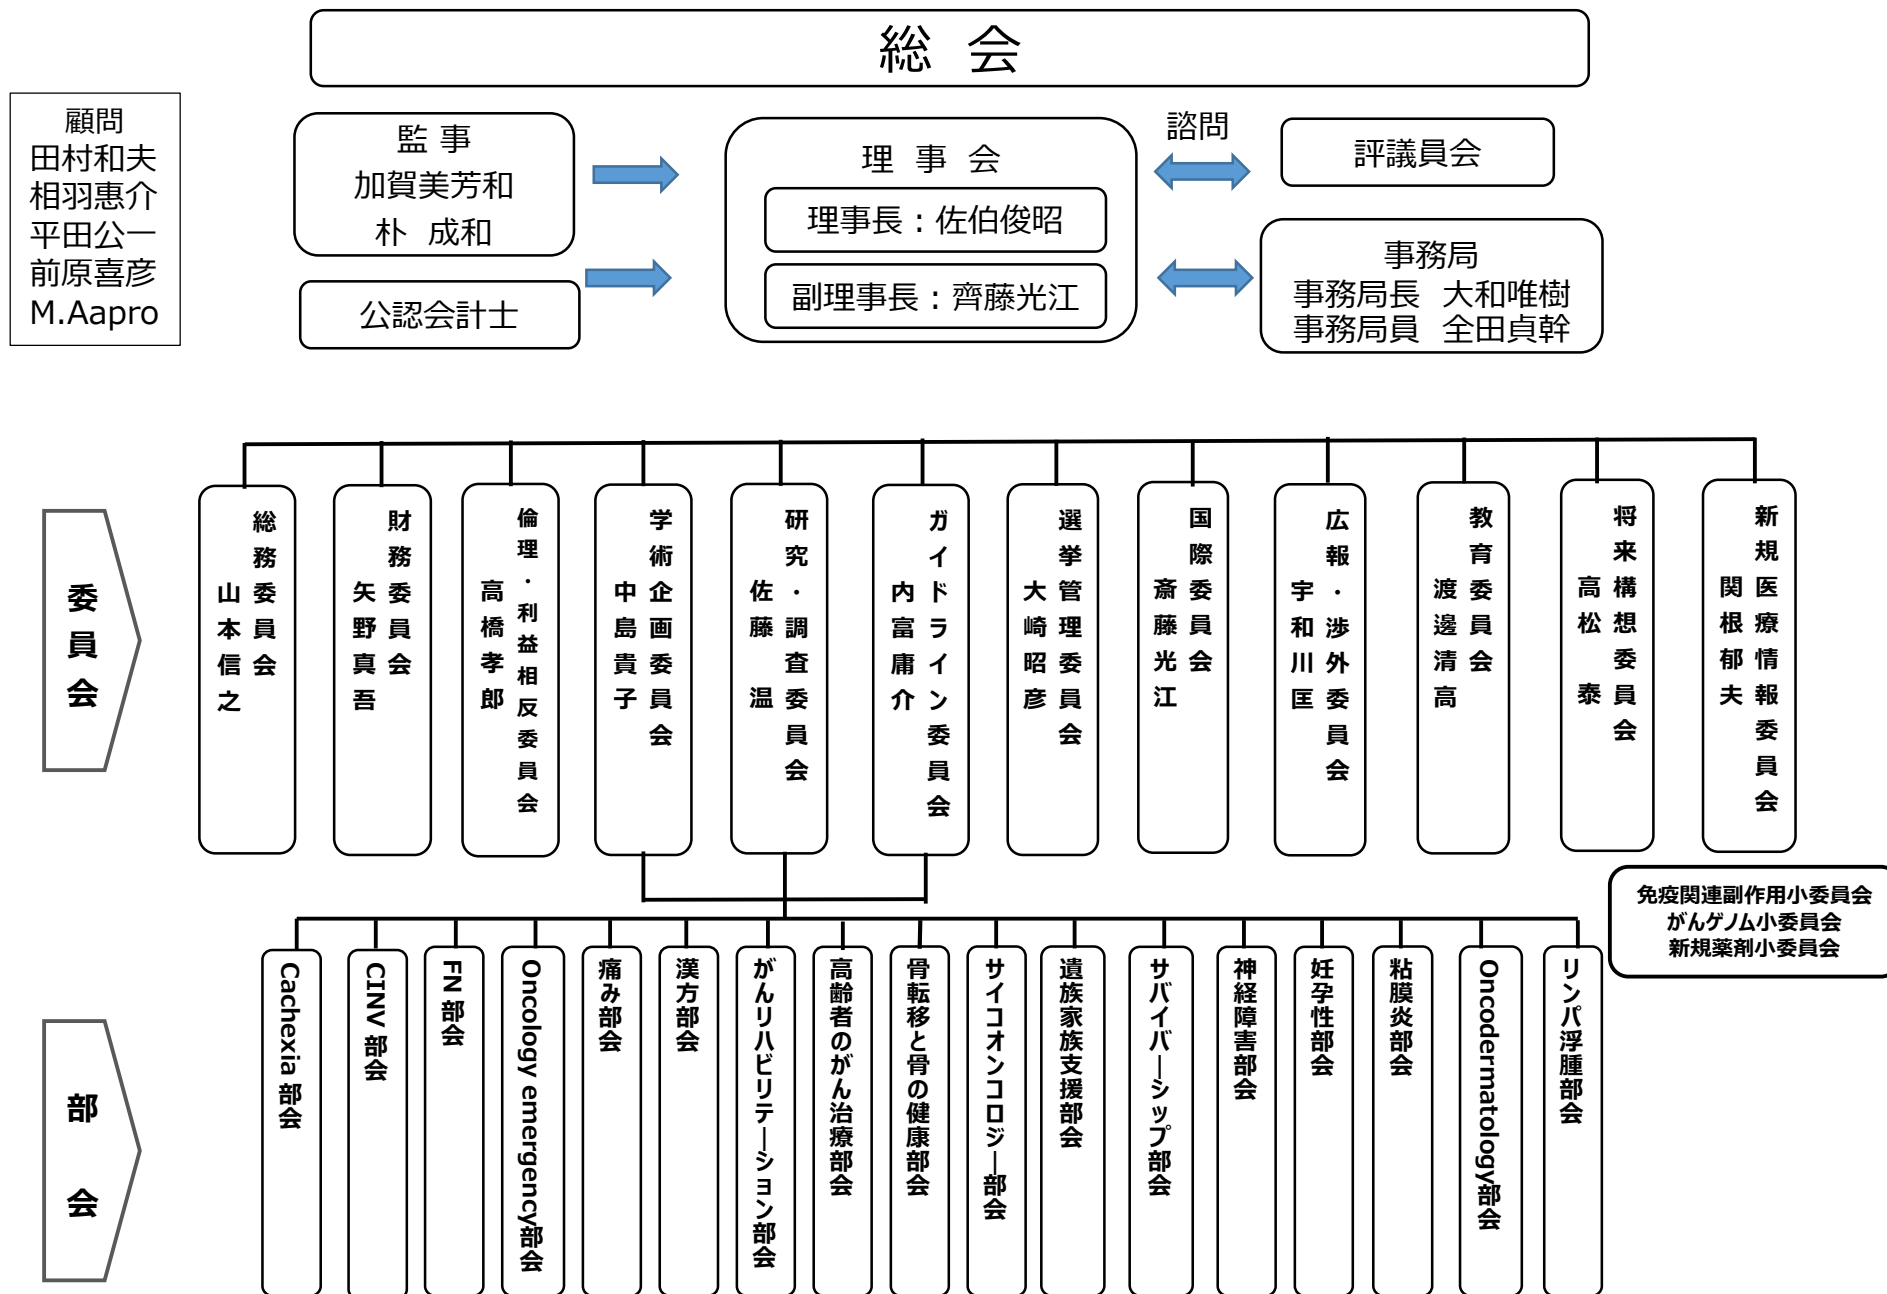 総 会
顧問
田村和夫
相羽惠介
平田公一
前原喜彦
M.Aapro
監 事
加賀美芳和
朴 成和
公認会計士
理 事 会
理事長：佐伯俊昭
副理事長：齊藤光江
諮問
評議員会
事務局
事務局長 大和唯樹
事務局員 全田貞幹
委員会
総務委員会
山本信之
財務委員会
矢野真吾
倫理・利益相反委員会
高橋孝郎
学術企画委員会
中島貴子
研究・調査委員会
佐藤 温
ガイドライン委員会
内富庸介
選挙管理委員会
大崎昭彦
国際委員会
斎藤光江
広報・渉外委員会
宇和川匡
教育委員会
渡邊清高
将来構想委員会
高松 泰
新規医療情報委員会
関根郁夫
免疫関連副作用小委員会
がんゲノム小委員会
新規薬剤小委員会
部会
Cachexia 部会
CINV 部会
FN 部会
Oncology emergency部会
痛み部会
漢方部会
がんリハビリテーション部会
高齢者のがん治療部会
骨転移と骨の健康部会
サイコオンコロジー部会
遺族家族支援部会
サバイバーシップ部会
神経障害部会
妊孕性部会
粘膜炎部会
Oncodermatology部会
リンパ浮腫部会